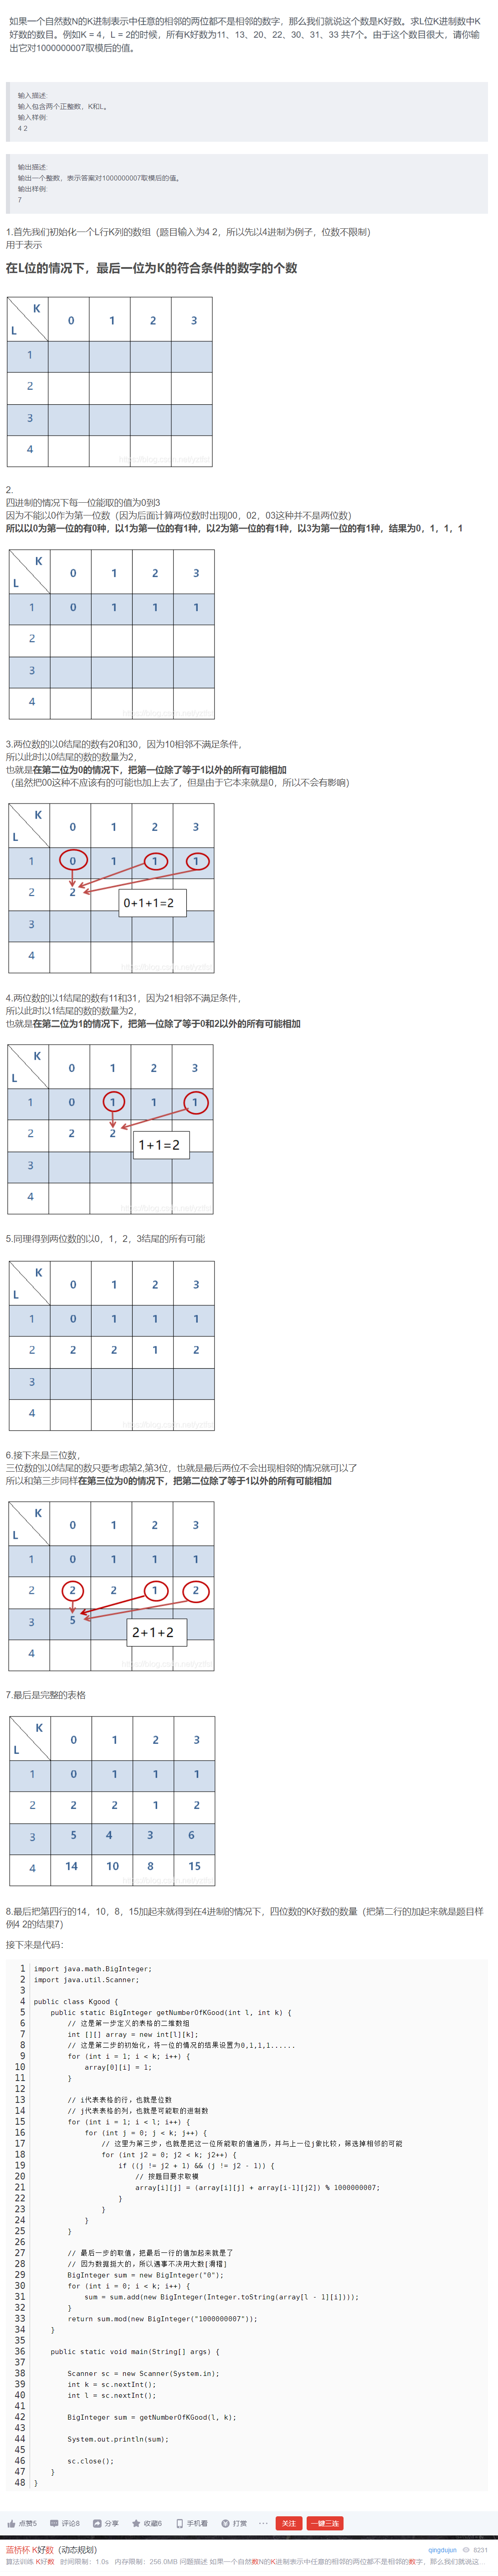 如果一个自然数N的K进制表示中任意的相邻的两位都不是相邻的数字，那么我们就说这个数是K好数。求L位K进制数中K
好数的数目。例如K = 4，L = 2的时候，所有K好数为11、13、20、22、30、31、33 共7个。由于这个数目很大，请你输
出它对1000000007取模后的值。
输入描述:
输入包含两个正整数，K和L。
输入样例:
4 2
输出描述:
输出一个整数，表示答案对1000000007取模后的值。
输出样例:
7
1.首先我们初始化一个L行K列的数组（题目输入为4 2，所以先以4进制为例子，位数不限制）
用于表示
在L位的情况下，最后一位为K的符合条件的数字的个数
K
L
0 1 2 3
1
2
3
4
2.
四进制的情况下每一位能取的值为0到3
因为不能以0作为第一位数（因为后面计算两位数时出现00，02，03这种并不是两位数）
所以以0为第一位的有0种，以1为第一位的有1种，以2为第一位的有1种，以3为第一位的有1种，结果为0，1，1，1
K
L
0 1 2 3
1 0 1 1 1
2
3
4
3.两位数的以0结尾的数有20和30，因为10相邻不满足条件，
所以此时以0结尾的数的数量为2，
也就是在第二位为0的情况下，把第一位除了等于1以外的所有可能相加
（虽然把00这种不应该有的可能也加上去了，但是由于它本来就是0，所以不会有影响）
K
L
0 1 2 3
1 0 1 1 1
2 2
0+1+1=2
3
4
4.两位数的以1结尾的数有11和31，因为21相邻不满足条件，
所以此时以1结尾的数的数量为2，
也就是在第二位为1的情况下，把第一位除了等于0和2以外的所有可能相加
K
L
0 1 2 3
1 0 1 1 1
2 2 2
1+1=2
3
4
5.同理得到两位数的以0，1，2，3结尾的所有可能
K
L
0 1 2 3
1 0 1 1 1
2 2 2 1 2
3
4
6.接下来是三位数，
三位数的以0结尾的数只要考虑第2,第3位，也就是最后两位不会出现相邻的情况就可以了
所以和第三步同样在第三位为0的情况下，把第二位除了等于1以外的所有可能相加
K
L
0 1 2 3
1 0 1 1 1
2 2 2 1 2
3 5
2+1+2
4
7.最后是完整的表格
K
L
0 1 2 3
1 0 1 1 1
2 2 2 1 2
3 5 4 3 6
4 14 10 8 15
8.最后把第四行的14，10，8，15加起来就得到在4进制的情况下，四位数的K好数的数量（把第二行的加起来就是题目样
例4 2的结果7）
接下来是代码：
1 import java.math.BigInteger;
2 import java.util.Scanner;
3
4 public class Kgood {
5 public static BigInteger getNumberOfKGood(int l, int k) {
6 // 这是第一步定义的表格的二维数组
7 int [][] array = new int[l][k];
8 // 这是第二步的初始化，将一位的情况的结果设置为0,1,1,1......
9 for (int i = 1; i < k; i++) {
10 array[0][i] = 1;
11 }
12
13 // i代表表格的行，也就是位数
14 // j代表表格的列，也就是可能取的进制数
15 for (int i = 1; i < l; i++) {
16 for (int j = 0; j < k; j++) {
17 // 这里为第三步，也就是把这一位所能取的值遍历，并与上一位j象比较，筛选掉相邻的可能
18 for (int j2 = 0; j2 < k; j2++) {
19 if ((j != j2 + 1) && (j != j2 - 1)) {
20 // 按题目要求取模
21 array[i][j] = (array[i][j] + array[i-1][j2]) % 1000000007;
22 }
23 }
24 }
25 }
26
27 // 最后一步的取值，把最后一行的值加起来就是了
28 // 因为数据挺大的，所以遇事不决用大数[滑稽]
29 BigInteger sum = new BigInteger("0");
30 for (int i = 0; i < k; i++) {
31 sum = sum.add(new BigInteger(Integer.toString(array[l - 1][i])));
32 }
33 return sum.mod(new BigInteger("1000000007"));
34 }
35
36 public static void main(String[] args) {
37
38 Scanner sc = new Scanner(System.in);
39 int k = sc.nextInt();
40 int l = sc.nextInt();
41
42 BigInteger sum = getNumberOfKGood(l, k);
43
44 System.out.println(sum);
45
46 sc.close();
47 }
48 }
点赞5 评论8 分享 收藏6 手机看 打赏 ··· 关注 一键三连
蓝桥杯 K好数（动态规划） qingdujun 8231
算法训练 K好数 时间限制：1.0s 内存限制：256.0MB 问题描述 如果一个自然数N的K进制表示中任意的相邻的两位都不是相邻的数字，那么我们就说这...